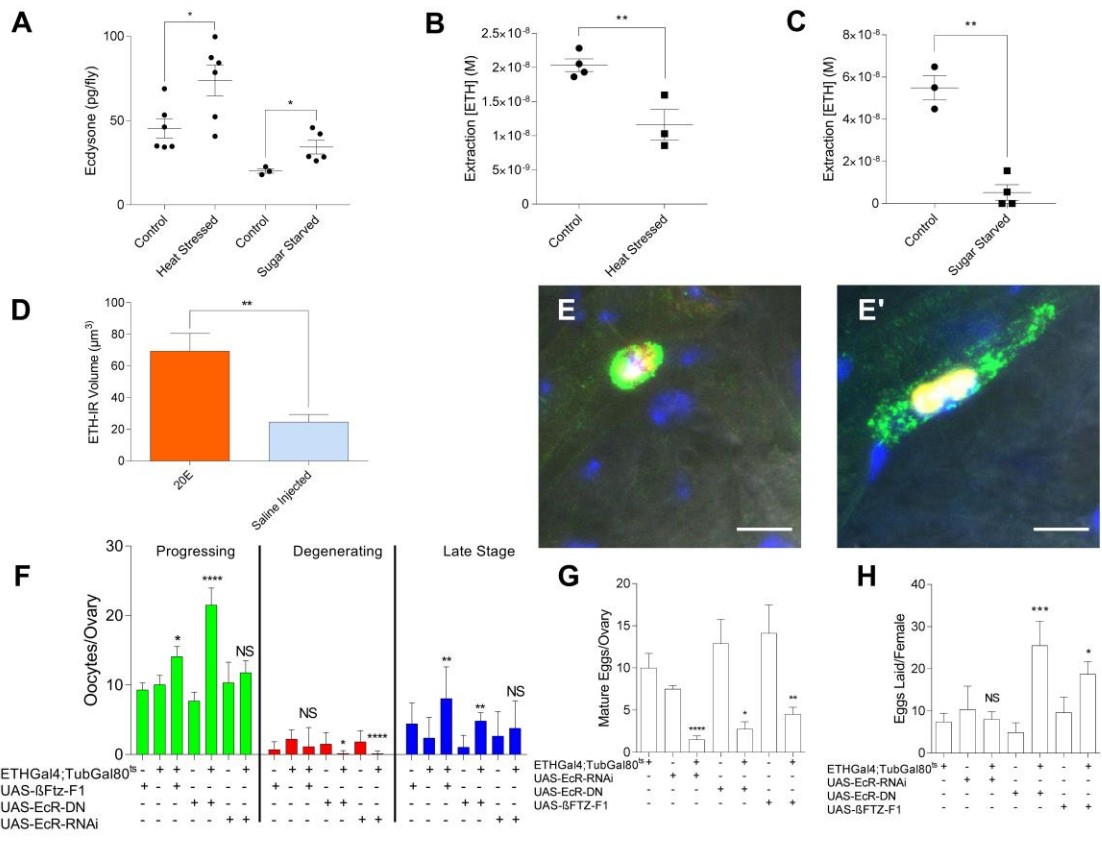 A
Ecdysone (pg/fly)
100
50
0
*
*
Control
Heat Stressed
Control
Sugar Starved
B
Extraction [ETH] (M)
2.5×10⁻⁸
2×10⁻⁸
1.5×10⁻⁸
1×10⁻⁸
5×10⁻⁹
0
**
Control
Heat Stressed
C
Extraction [ETH] (M)
8×10⁻⁸
6×10⁻⁸
4×10⁻⁸
2×10⁻⁸
0
**
Control
Sugar Starved
D
ETH-IR Volume (µm³)
100
80
60
40
20
0
**
20E
Saline Injected
E
E'
F
Oocytes/Ovary
30
20
10
0
Progressing Degenerating Late Stage
* **** NS NS * **** ** ** NS
ETHGal4;TubGal80ts - + + - + - + - + + - + - + - + + - + - +
UAS-ßFtz-F1 + - + - - - - + - + - - - - + - + - - - -
UAS-EcR-DN - - - + + - - - - - + + - - - - - + + - -
UAS-EcR-RNAi - - - - - + + - - - - - + + - - - - - + +
G
Mature Eggs/Ovary
20
15
10
5
0
**** * **
ETHGal4;TubGal80ts + - + - + - +
UAS-EcR-RNAi - + + - - - -
UAS-EcR-DN - - - + + - -
UAS-ßFTZ-F1 - - - - - + +
H
Eggs Laid/Female
40
30
20
10
0
NS *** *
ETHGal4;TubGal80ts + - + - + - +
UAS-EcR-RNAi - + + - - - -
UAS-EcR-DN - - - + + - -
UAS-ßFTZ-F1 - - - - - + +